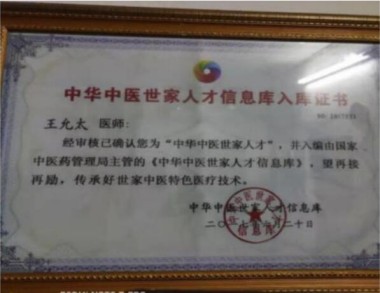 中华中医世家人才信息库入库证书
王允太 医师:
经审核已确认您为“中华中医世家人才”,并入编由国家
中医药管理局主管的《中华中医世家人才信息库》,望再接
再励,传承好世家中医特色医疗技术。
中华中医世家人才信息库
信息库